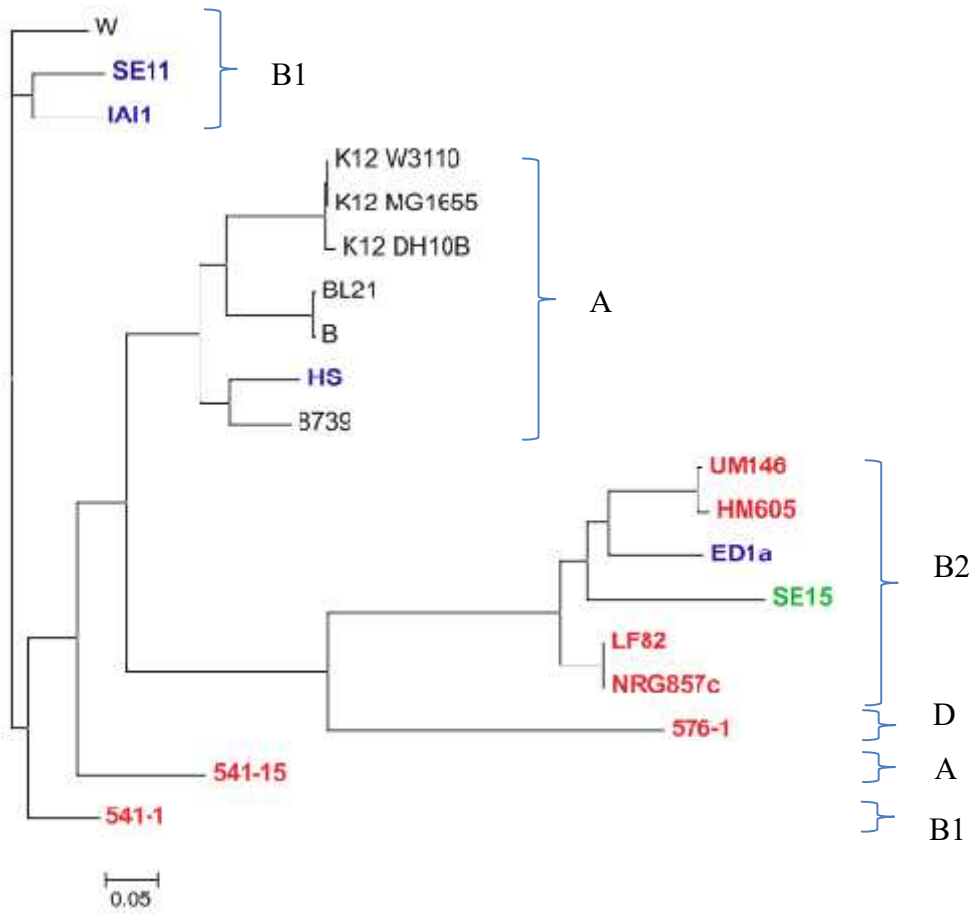 W
SE11
B1
IAI1
K12 W3110
K12 MG1655
K12 DH10B
BL21
A
B
HS
8739
UM146
HM605
ED1a
B2
SE15
LF82
NRG857c
D
576-1
541-15
A
541-1
B1
0.05